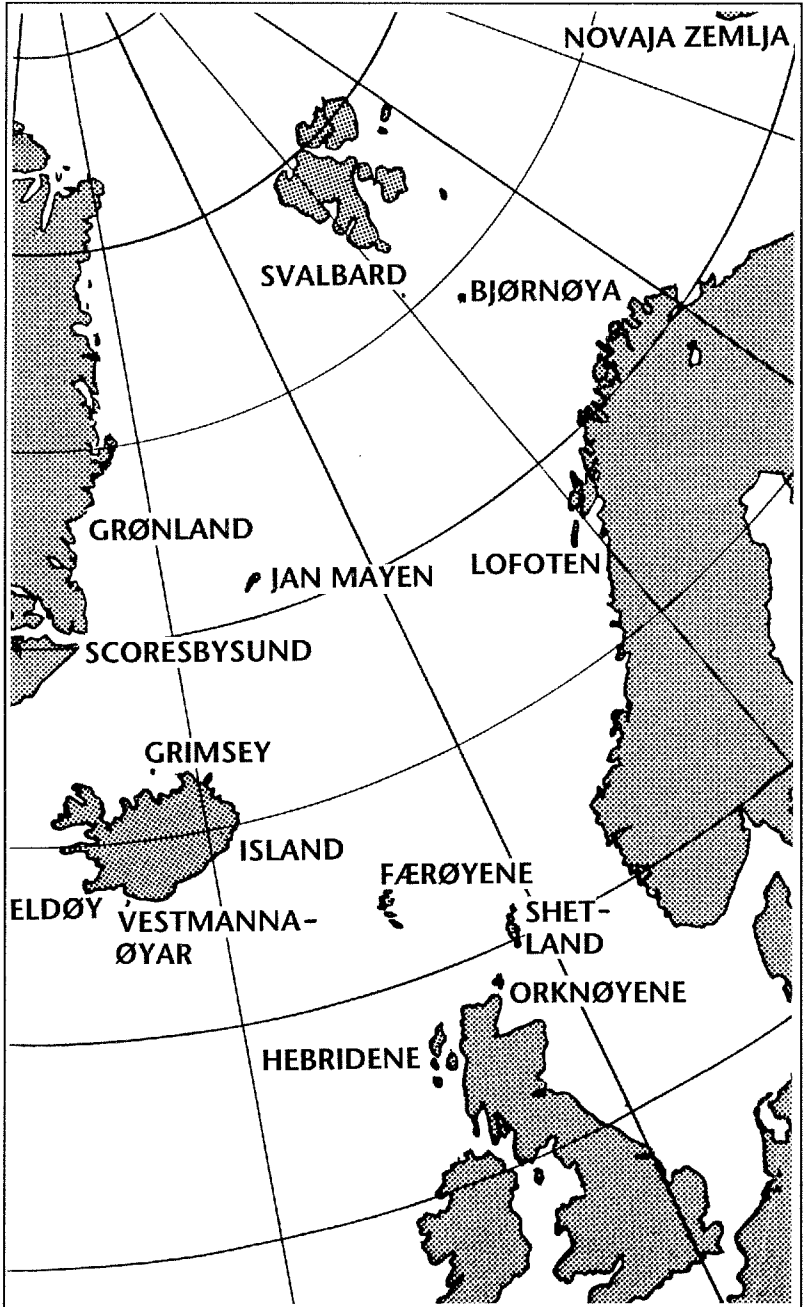 NOVAJA ZEMLJA
SVALBARD
BJØRNØYA
GRØNLAND
JAN MAYEN
LOFOTEN
SCORESBYSUND
GRIMSEY
ISLAND
FÆRØYENE
ELDØY
VESTMANNA-
ØYAR
SHET-
LAND
ORKNØYENE
HEBRIDENE